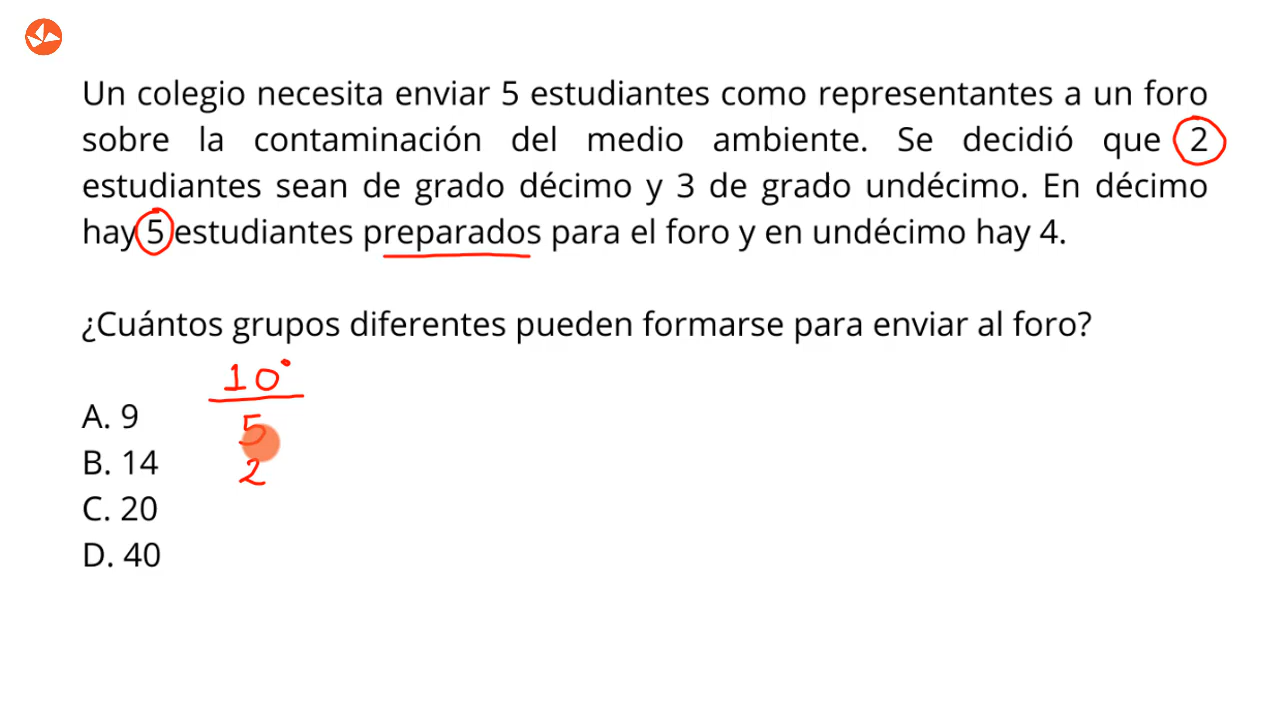 Un colegio necesita enviar 5 estudiantes como representantes a un foro
sobre la contaminación del medio ambiente. Se decidió que 2
estudiantes sean de grado décimo y 3 de grado undécimo. En décimo
hay 5 estudiantes preparados para el foro y en undécimo hay 4.
¿Cuántos grupos diferentes pueden formarse para enviar al foro?
10°
A. 9
5
B. 14
2
C. 20
D. 40